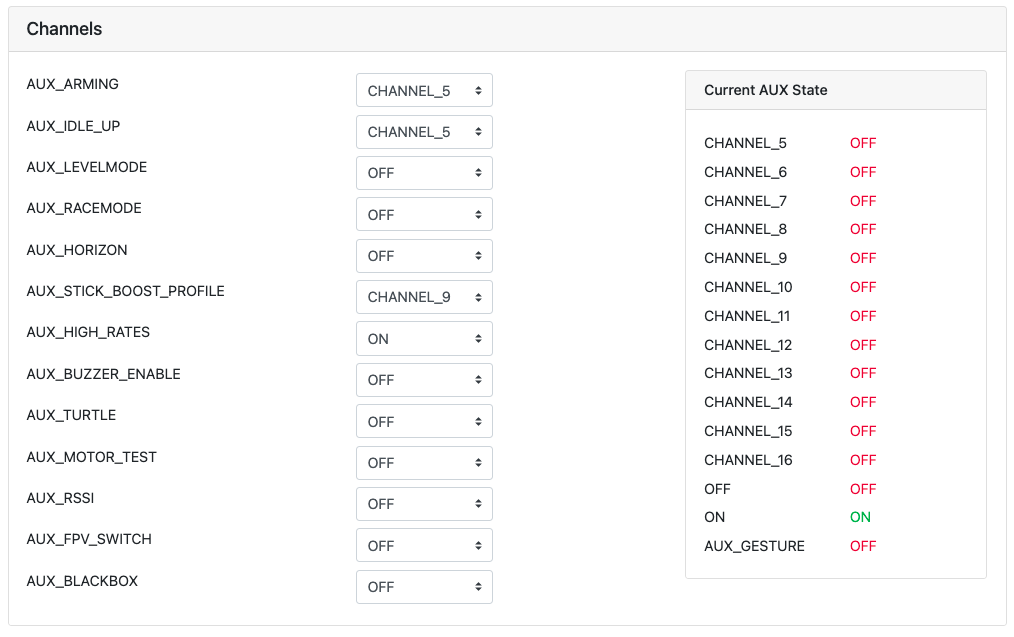 Channels
AUX_ARMING CHANNEL_5
AUX_IDLE_UP CHANNEL_5
AUX_LEVELMODE OFF
AUX_RACEMODE OFF
AUX_HORIZON OFF
AUX_STICK_BOOST_PROFILE CHANNEL_9
AUX_HIGH_RATES ON
AUX_BUZZER_ENABLE OFF
AUX_TURTLE OFF
AUX_MOTOR_TEST OFF
AUX_RSSI OFF
AUX_FPV_SWITCH OFF
AUX_BLACKBOX OFF
Current AUX State
CHANNEL_5 OFF
CHANNEL_6 OFF
CHANNEL_7 OFF
CHANNEL_8 OFF
CHANNEL_9 OFF
CHANNEL_10 OFF
CHANNEL_11 OFF
CHANNEL_12 OFF
CHANNEL_13 OFF
CHANNEL_14 OFF
CHANNEL_15 OFF
CHANNEL_16 OFF
OFF OFF
ON ON
AUX_GESTURE OFF